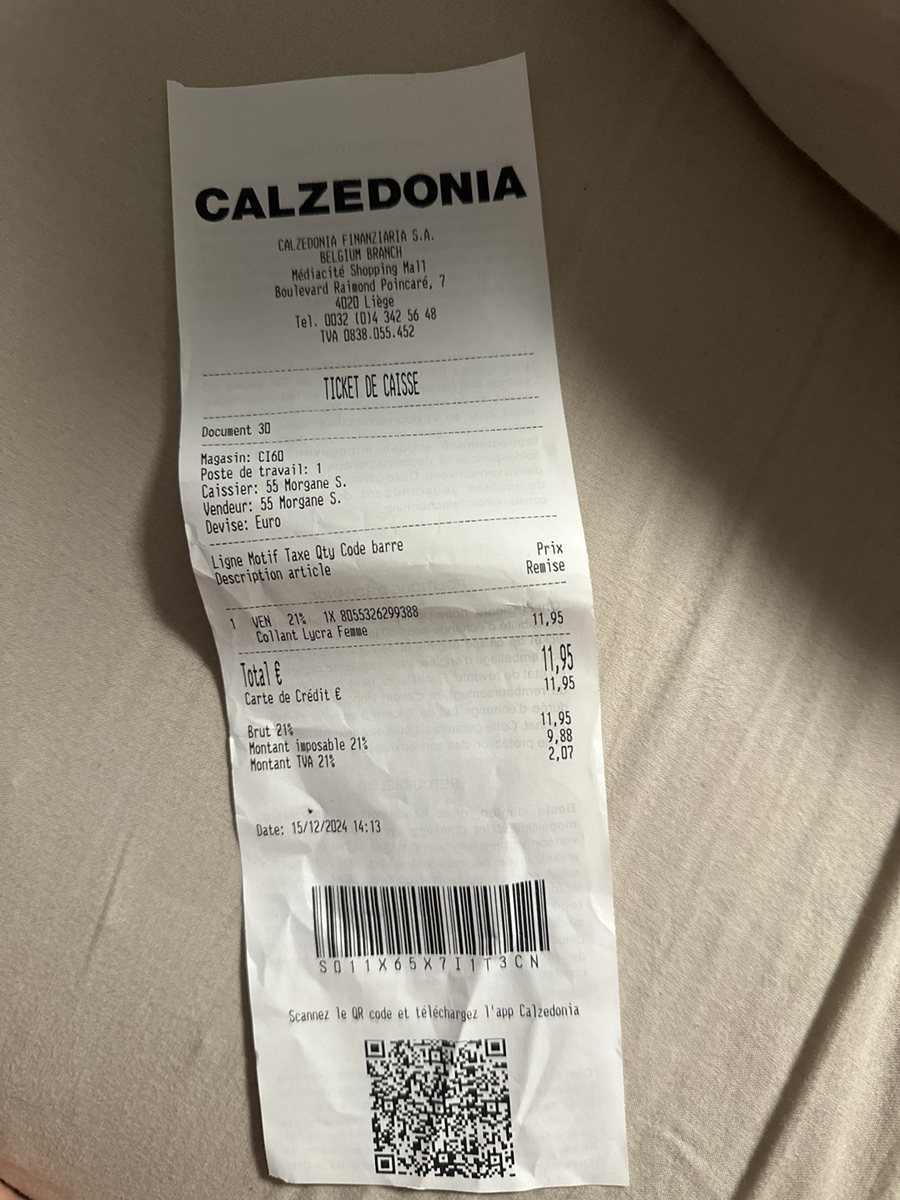 CALZEDONIA
CALZEDONIA FINANZIARIA S.A.
BELGIUM BRANCH
Médiacité Shopping Mall
Boulevard Raimond Poincaré, 7
4020 Liège
Tel. 0032 (0)4 342 56 48
TVA 0838.055.452
TICKET DE CAISSE
Document 30
Magasin: CI60
Poste de travail: 1
Caissier: 55 Morgane S.
Vendeur: 55 Morgane S.
Devise: Euro
Ligne Motif Taxe Qty Code barre Prix
Description article Remise
1 VEN 21% 1X 8055326299388 11,95
Collant Lycra Femme
Total € 11,95
Carte de Crédit € 11,95
Brut 21% 11,95
Montant imposable 21% 9,88
Montant TVA 21% 2,07
Date: 15/12/2024 14:13
S011X65X7I1T3CN
Scannez le QR code et téléchargez l'app Calzedonia